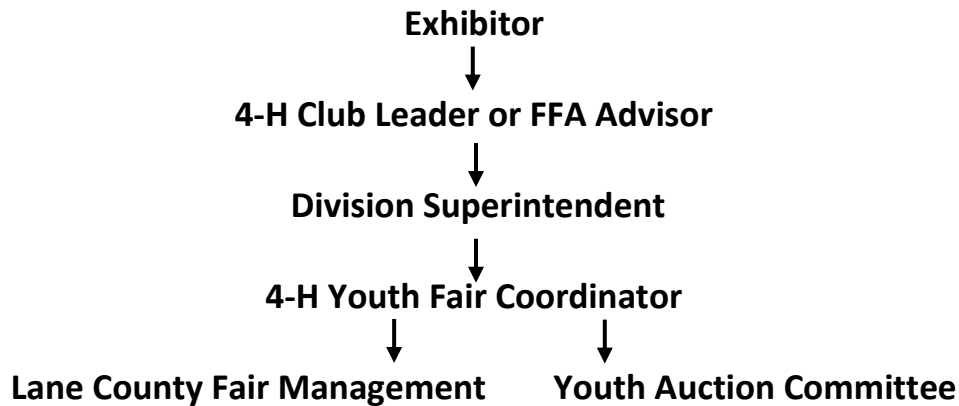 Exhibitor
4-H Club Leader or FFA Advisor
Division Superintendent
4-H Youth Fair Coordinator
Lane County Fair Management Youth Auction Committee